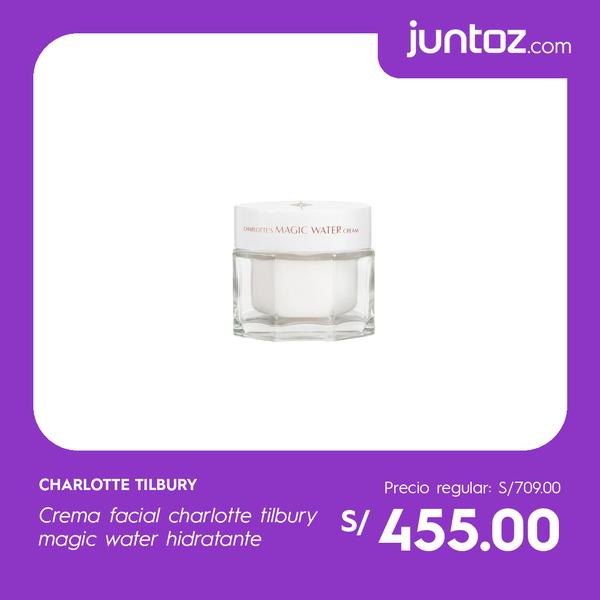 juntoz.com
CHARLOTTE'S MAGIC WATER CREAM
CHARLOTTE TILBURY
Crema facial charlotte tilbury
magic water hidratante
Precio regular: S/709.00
S/ 455.00